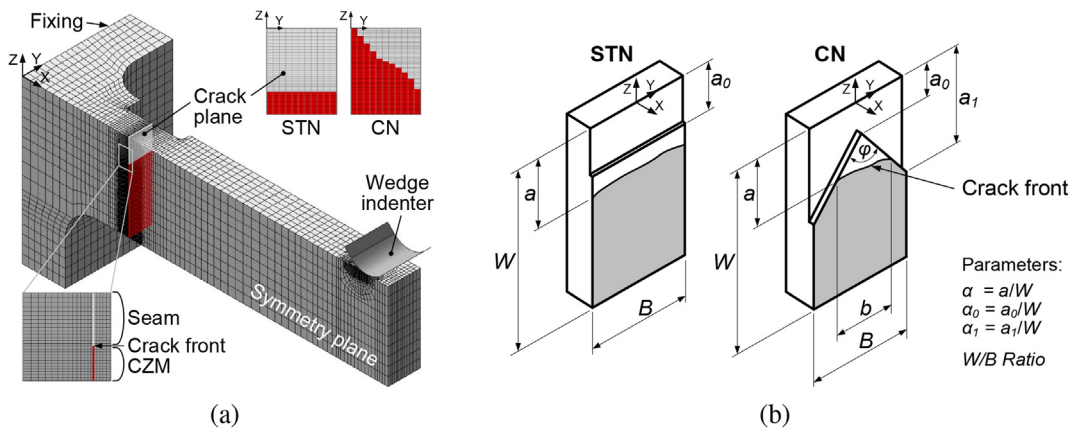 Fixing
Z
Y
X
Z
Y
Z
Y
Crack
plane
STN
CN
Wedge
indenter
Symmetry plane
Seam
Crack front
CZM
(a)
STN
CN
Z
Y
X
a0
a
W
B
Z
Y
X
a0
a1
φ
a
W
b
B
Crack front
Parameters:
α = a/W
α0 = a0/W
α1 = a1/W
W/B Ratio
(b)